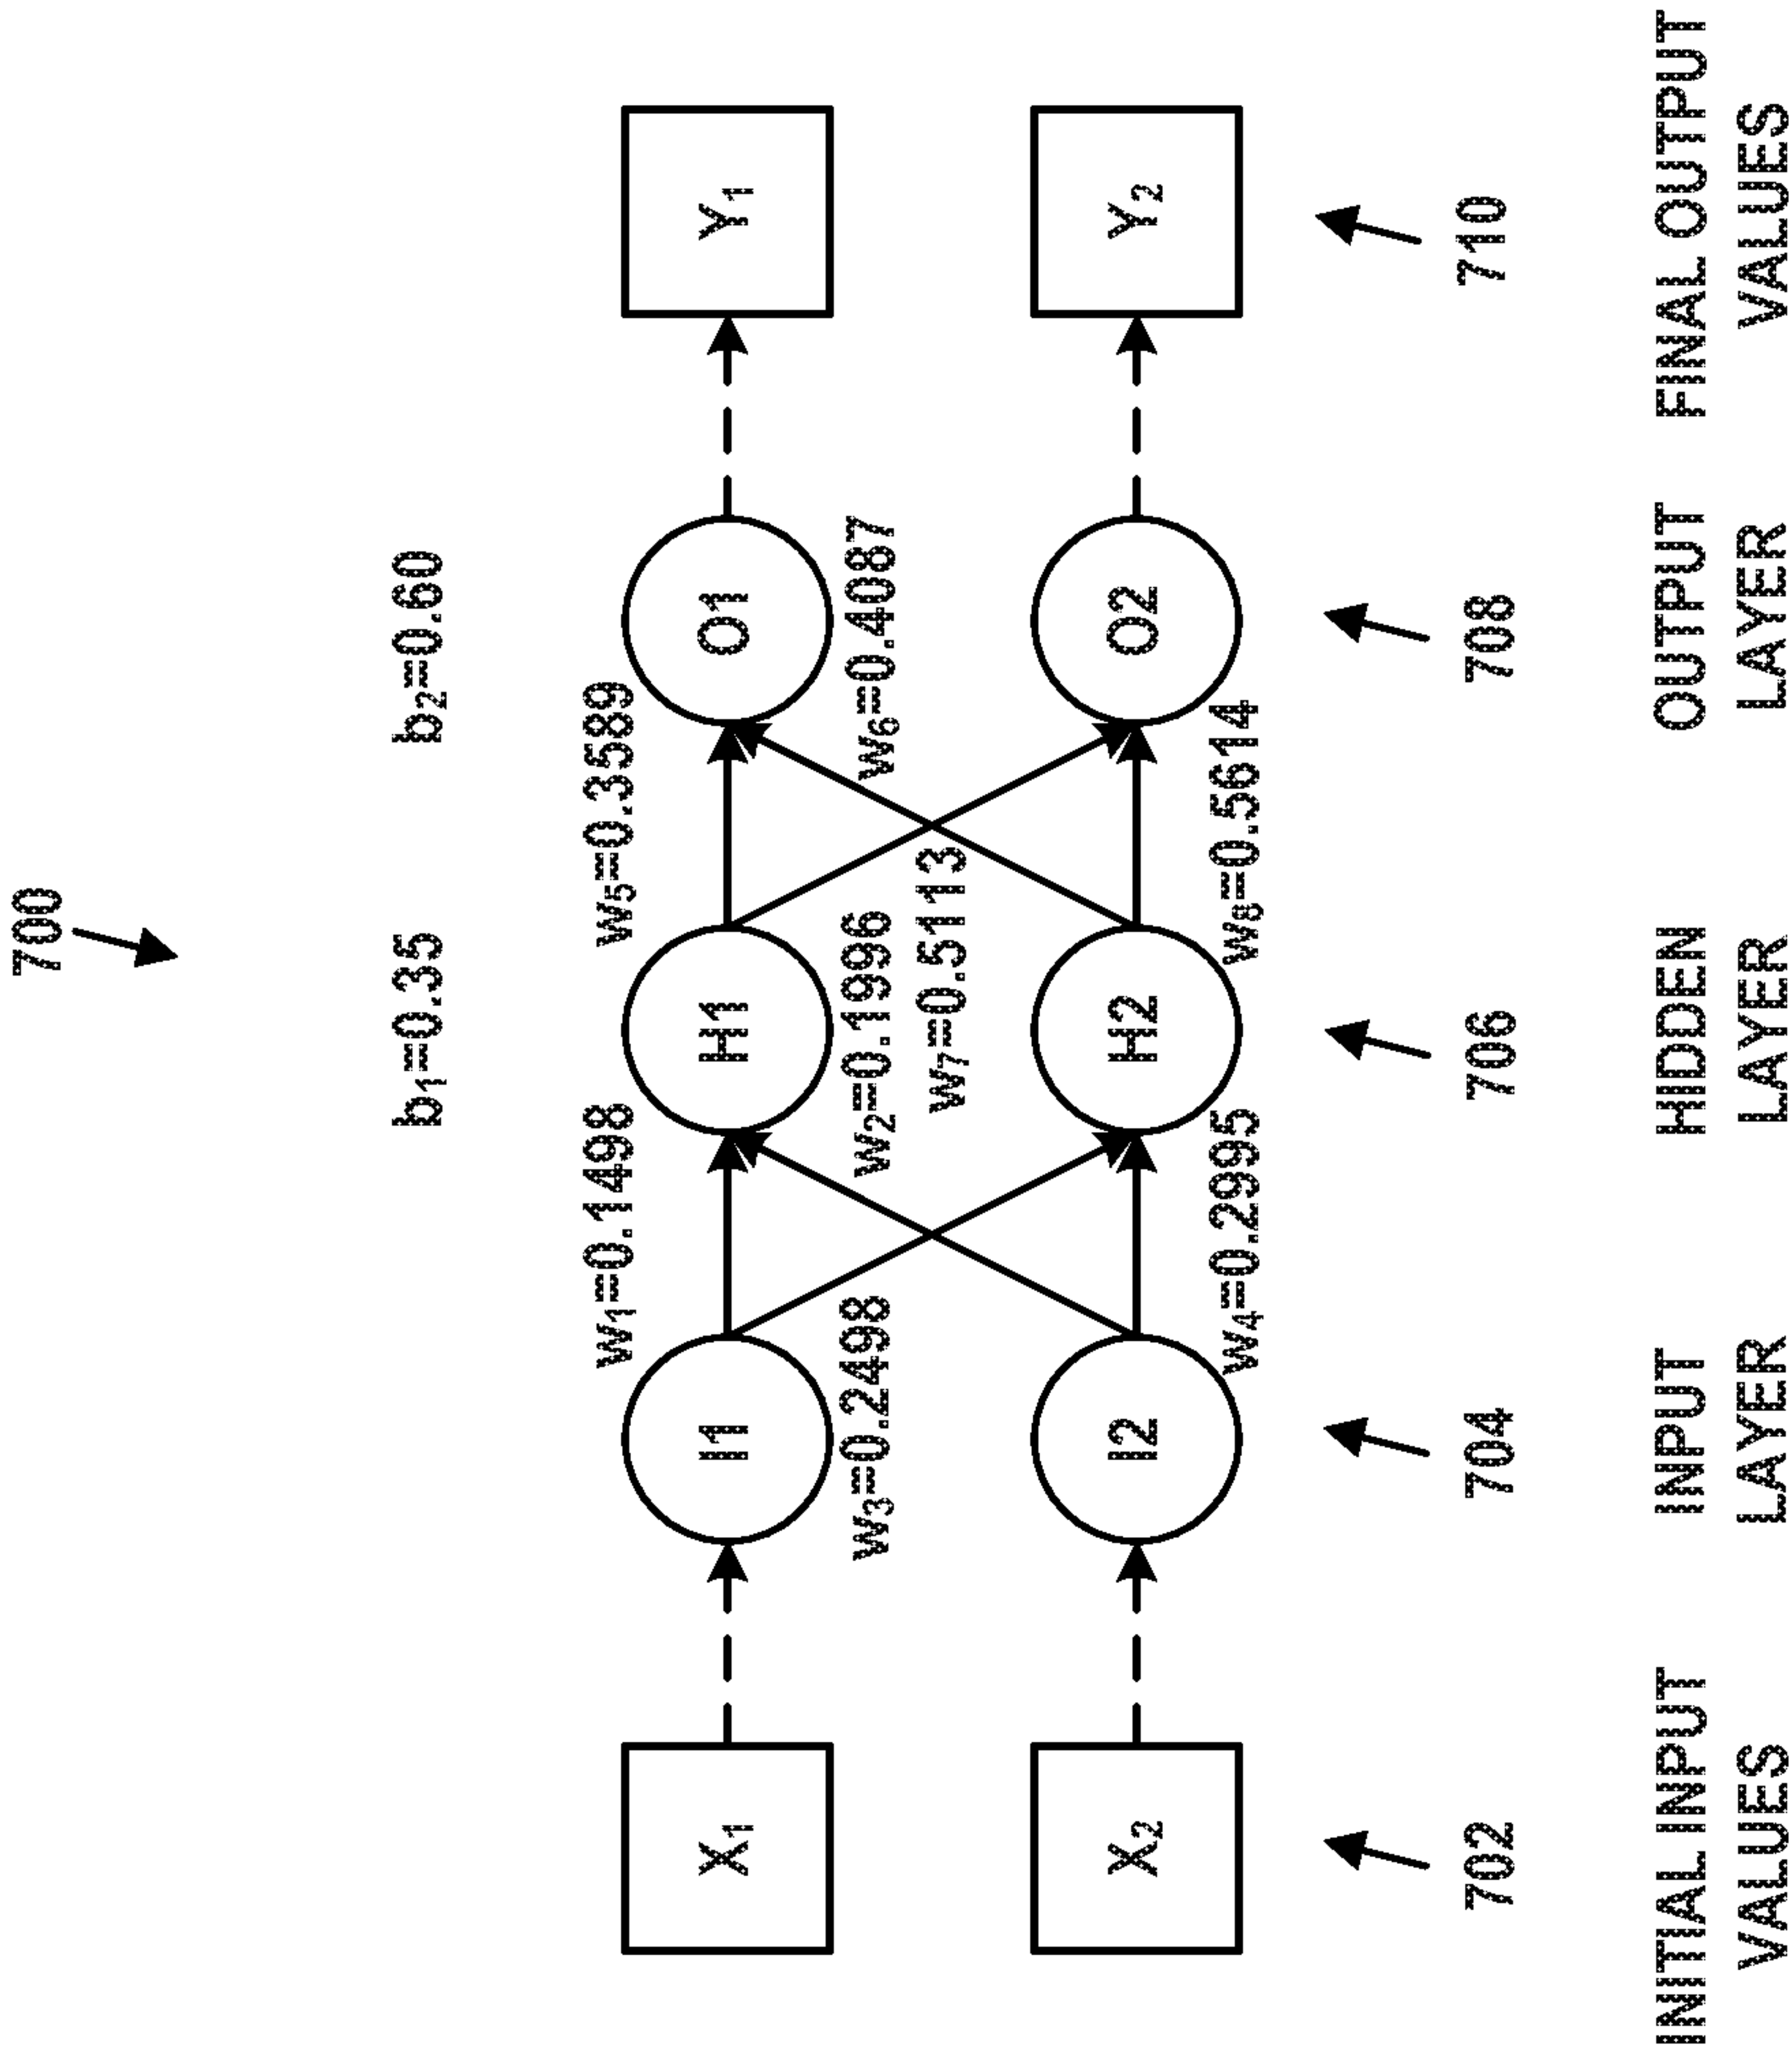 700
b₁=0.35
b₂=0.60
w₁=0.1498
w₅=0.3589
X₁
I1
H1
O1
Y₁
w₃=0.2498
w₂=0.1996
w₆=0.4087
w₇=0.5113
X₂
I2
H2
O2
Y₂
w₄=0.2995
w₈=0.5614
702
704
706
708
710
INITIAL INPUT
VALUES
INPUT
LAYER
HIDDEN
LAYER
OUTPUT
LAYER
FINAL OUTPUT
VALUES